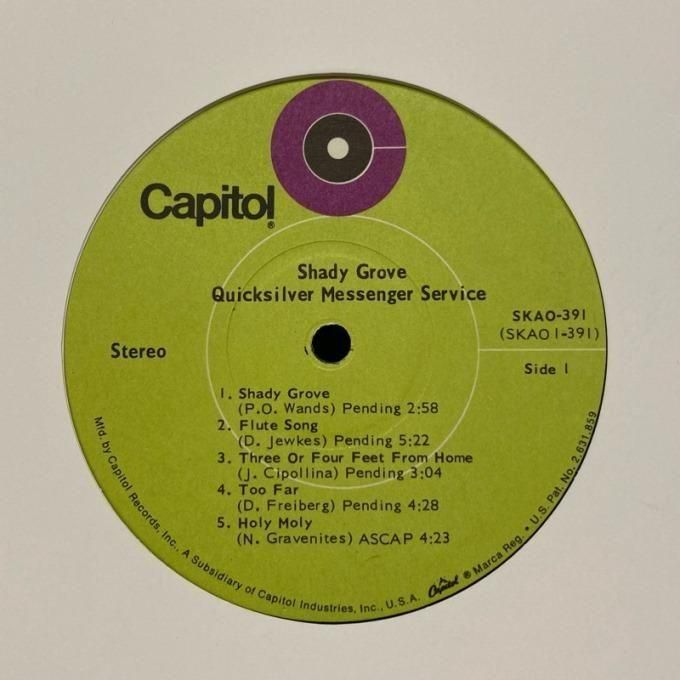 Capitol®
Shady Grove
Quicksilver Messenger Service
SKAO-391
(SKAO 1-391)
Stereo
Side 1
1. Shady Grove
(P.O. Wands) Pending 2:58
2. Flute Song
(D. Jewkes) Pending 5:22
3. Three Or Four Feet From Home
(J. Cipollina) Pending 3:04
4. Too Far
(D. Freiberg) Pending 4:28
5. Holy Moly
(N. Gravenites) ASCAP 4:23
Mfd. by Capitol Records, Inc., A Subsidiary of Capitol Industries, Inc., U.S.A. Capitol ® Marca Reg. • U.S. Pat. No. 2,631,859